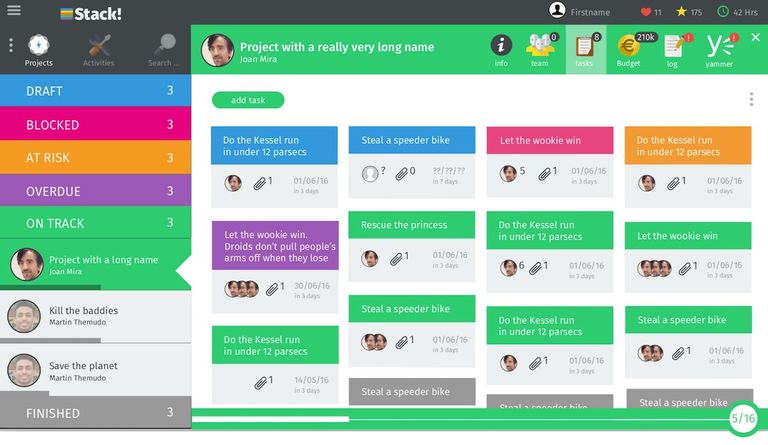 Stack!
Firstname
11
175
42 Hrs
Projects
Activities
Search ...
Project with a really very long name
Joan Mira
info
0
team
8
tasks
210k
Budget
!
log
!
yammer
DRAFT 3
BLOCKED 3
AT RISK 3
OVERDUE 3
ON TRACK 3
Project with a long name
Joan Mira
Kill the baddies
Martin Themudo
Save the planet
Martin Themudo
FINISHED 3
add task
Do the Kessel run
in under 12 parsecs
1 01/06/16
in 3 days
Let the wookie win.
Droids don't pull people's
arms off when they lose
1 30/06/16
in 3 days
Do the Kessel run
in under 12 parsecs
1 14/05/16
in 3 days
Steal a speeder bike
? 0 ??/??/??
in ? days
Rescue the princess
1 01/06/16
in 3 days
Steal a speeder bike
1 01/06/16
in 3 days
Steal a speeder bike
Let the wookie win
5 1 01/06/16
in 3 days
Do the Kessel run
in under 12 parsecs
6 1 01/06/16
in 3 days
Do the Kessel run
in under 12 parsecs
1 01/06/16
in 3 days
Steal a speeder bike
Do the Kessel run
in under 12 parsecs
1 01/06/16
in 3 days
Let the wookie win
1 01/06/16
in 3 days
Steal a speeder bike
1 01/06/16
in 3 days
Steal a speeder bike
5/16